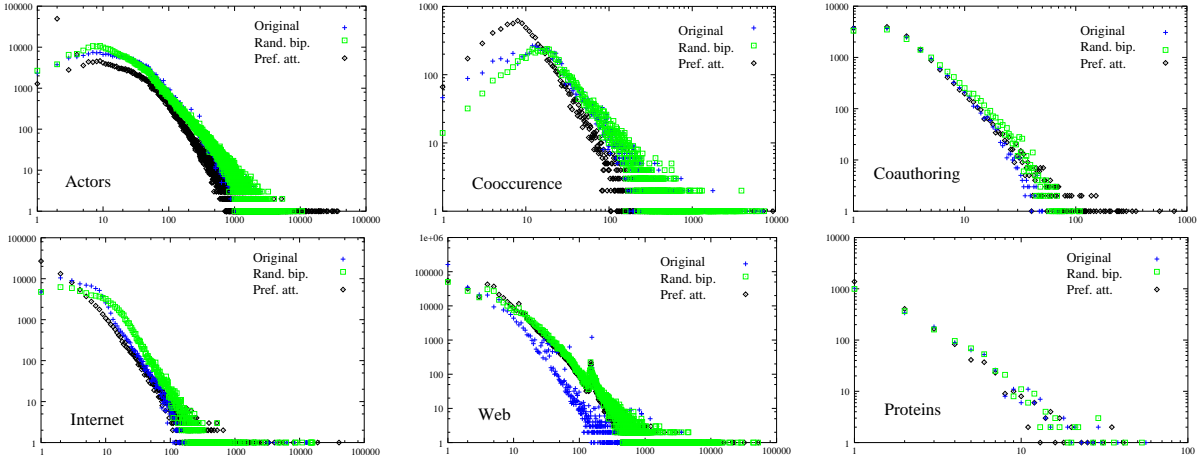 100000
10000
1000
100
10
1
1 10 100 1000 10000 100000
Original
Rand. bip.
Pref. att.
Actors
1000
100
10
1
1 10 100 1000 10000
Original
Rand. bip.
Pref. att.
Cooccurence
10000
1000
100
10
1
1 10 100 1000
Original
Rand. bip.
Pref. att.
Coauthoring
100000
10000
1000
100
10
1
1 10 100 1000 10000 100000
Original
Rand. bip.
Pref. att.
Internet
1e+06
100000
10000
1000
100
10
1
1 10 100 1000 10000 100000
Original
Rand. bip.
Pref. att.
Web
10000
1000
100
10
1
1 10 100
Original
Rand. bip.
Pref. att.
Proteins